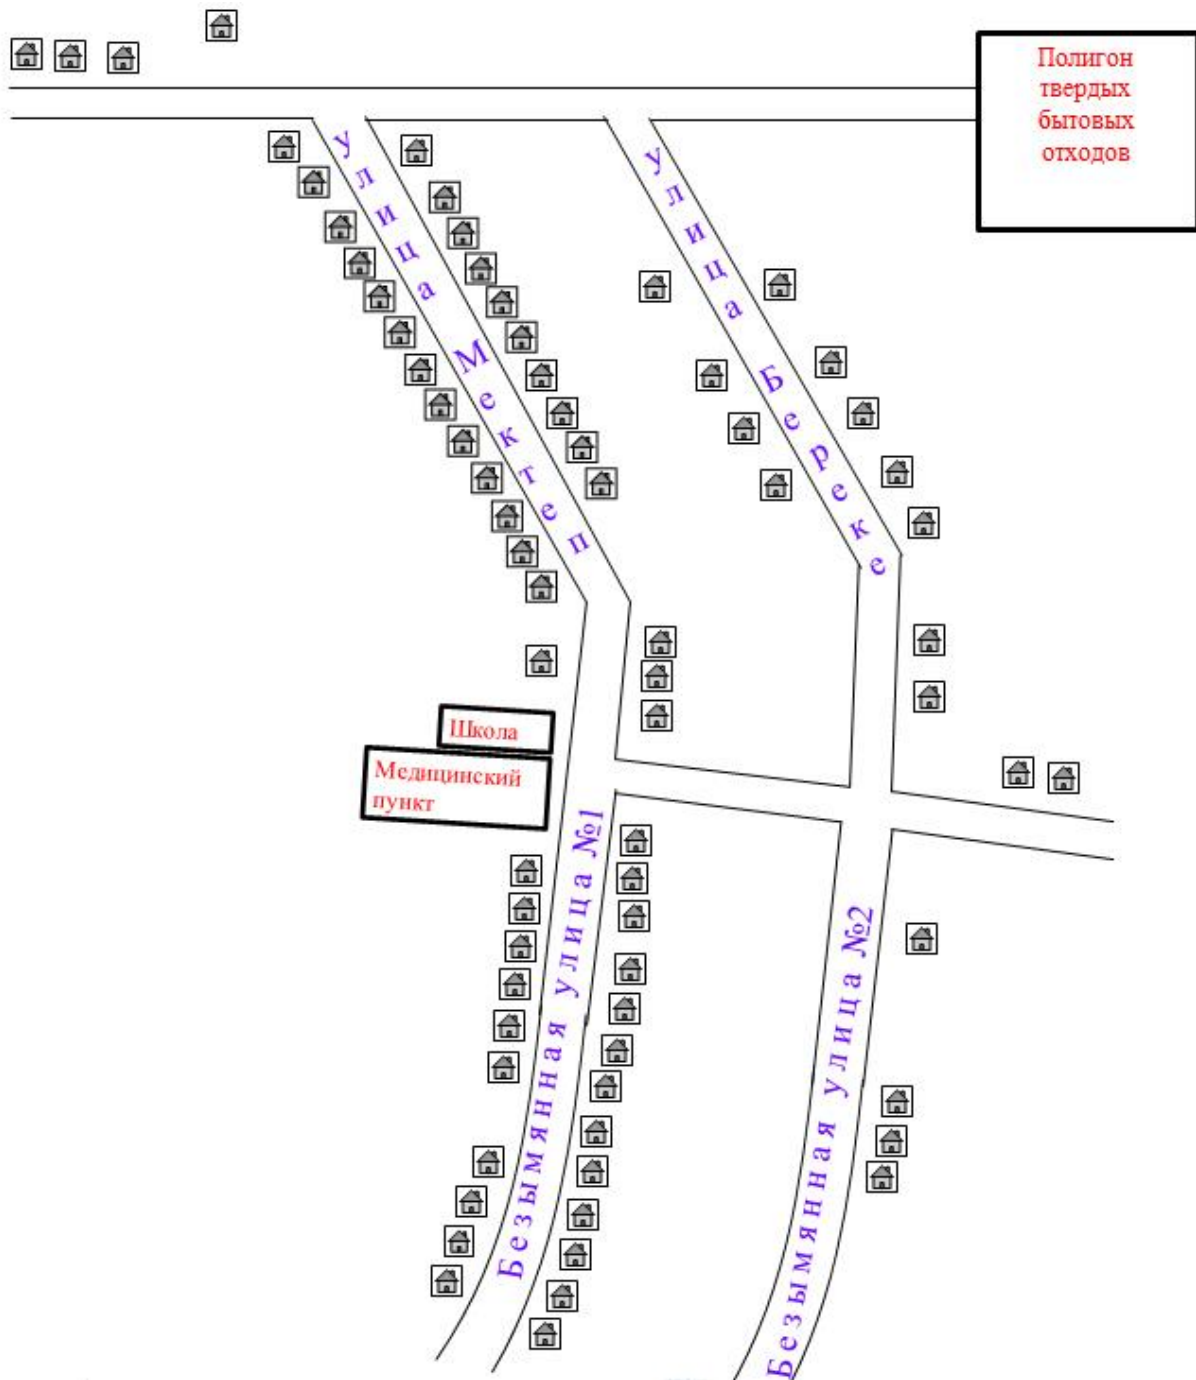 Полигон
твердых
бытовых
отходов
улица Мектеп
улица Береке
Школа
Медицинский
пункт
Безымянная улица №1
Безымянная улица №2